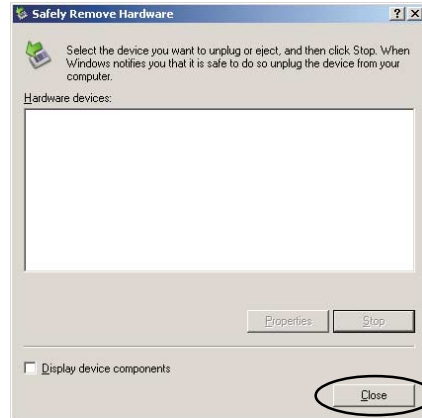 Safely Remove Hardware
Select the device you want to unplug or eject, and then click Stop. When
Windows notifies you that it is safe to do so unplug the device from your
computer.
Hardware devices:
Properties
Stop
Display device components
Close